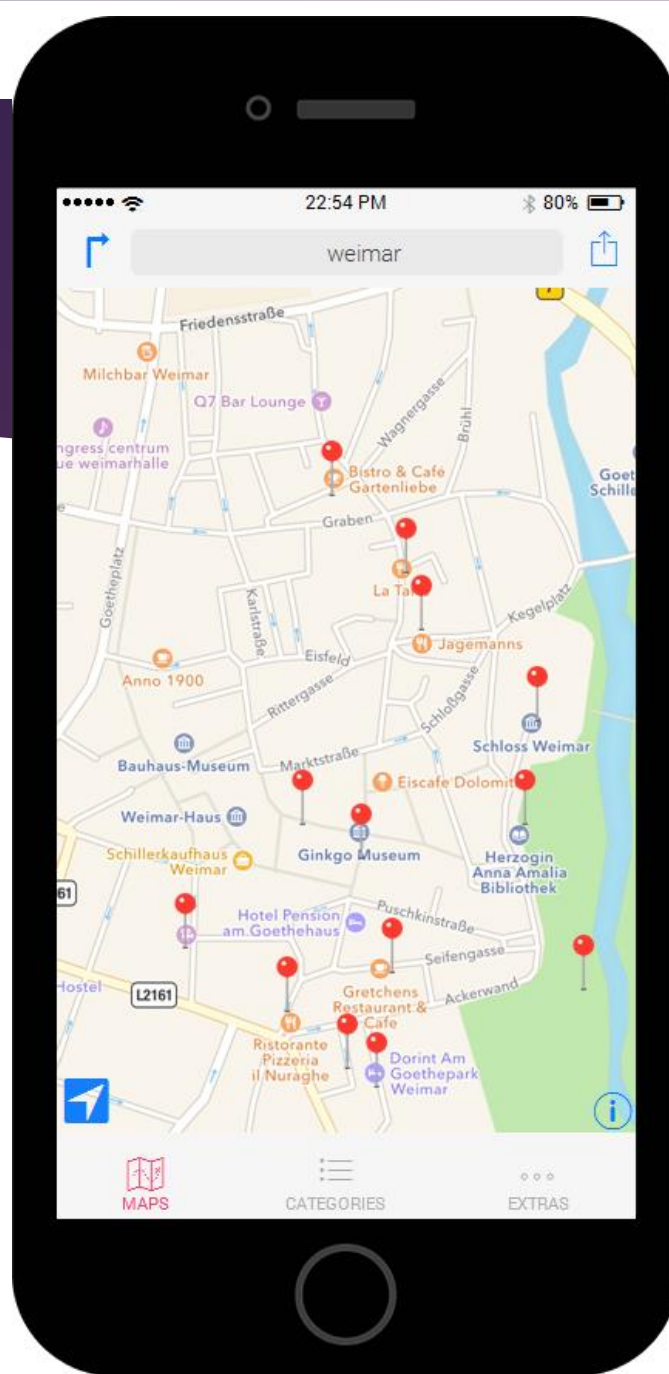 22:54 PM
80%
weimar
7
Friedensstraße
Milchbar Weimar
Q7 Bar Lounge
Wagnergasse
Brühl
ngress centrum
ue weimarhalle
Bistro & Café
Gartenliebe
Goet
Schille
Graben
Goetheplatz
La Ta
Karlstraße
Kegelplatz
Jagemanns
Eisfeld
Anno 1900
Rittergasse
Schloßgasse
Schloss Weimar
Bauhaus-Museum
Marktstraße
Eiscafe Dolomit
Weimar-Haus
Schillerkaufhaus
Weimar
Ginkgo Museum
Herzogin
Anna Amalia
Bibliothek
61
Puschkinstraße
Hotel Pension
am Goethehaus
Seifengasse
Hostel
L2161
Gretchens
Restaurant &
Cafe
Ackerwand
Ristorante
Pizzeria
il Nuraghe
Dorint Am
Goethepark
Weimar
MAPS
CATEGORIES
EXTRAS